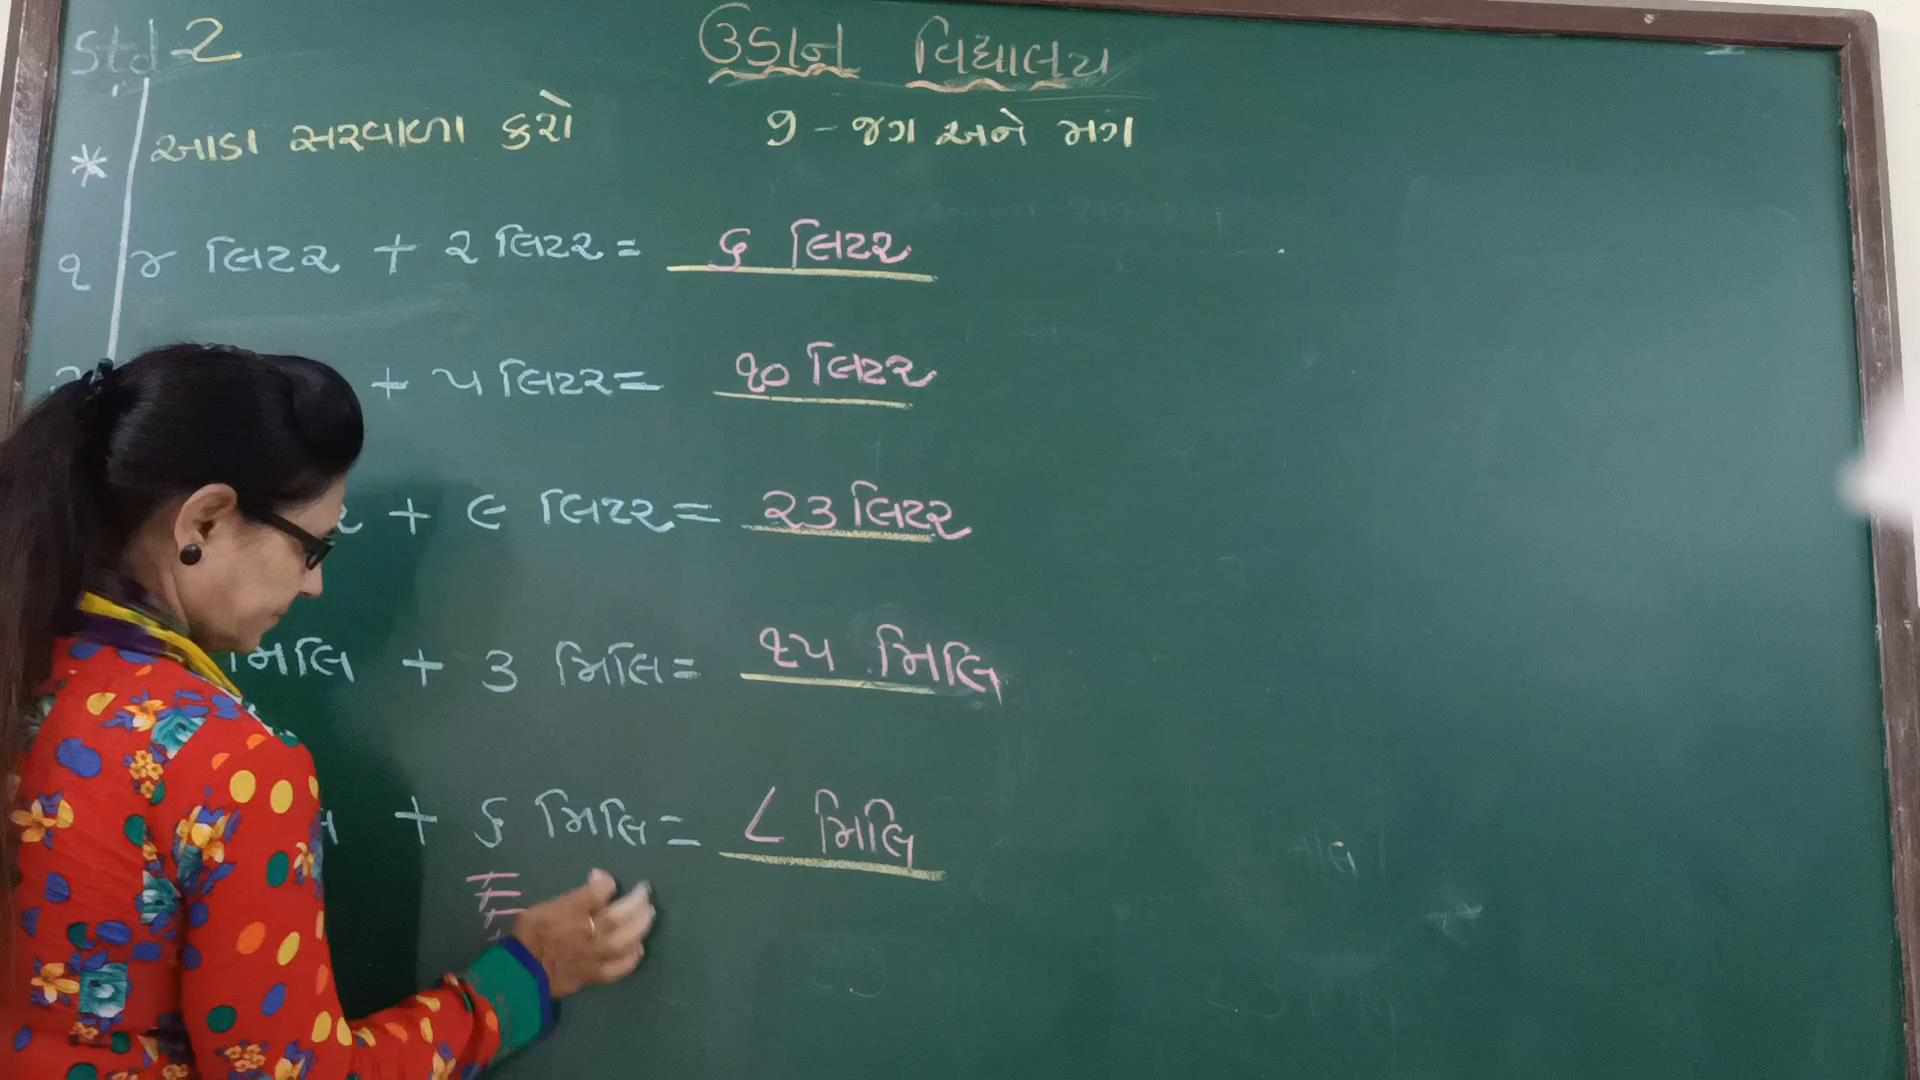 Std-2 ઉડાન વિદ્યાલય
* આડા સરવાળા કરો ૭ - જગ અને મગ
૧ ૪ લિટર + ૨ લિટર = ૬ લિટર
+ ૫ લિટર = ૧૦ લિટર
+ ૯ લિટર = ૨૩ લિટર
મિલિ + ૩ મિલિ = ૧૫ મિલિ
+ ૬ મિલિ = ૮ મિલિ